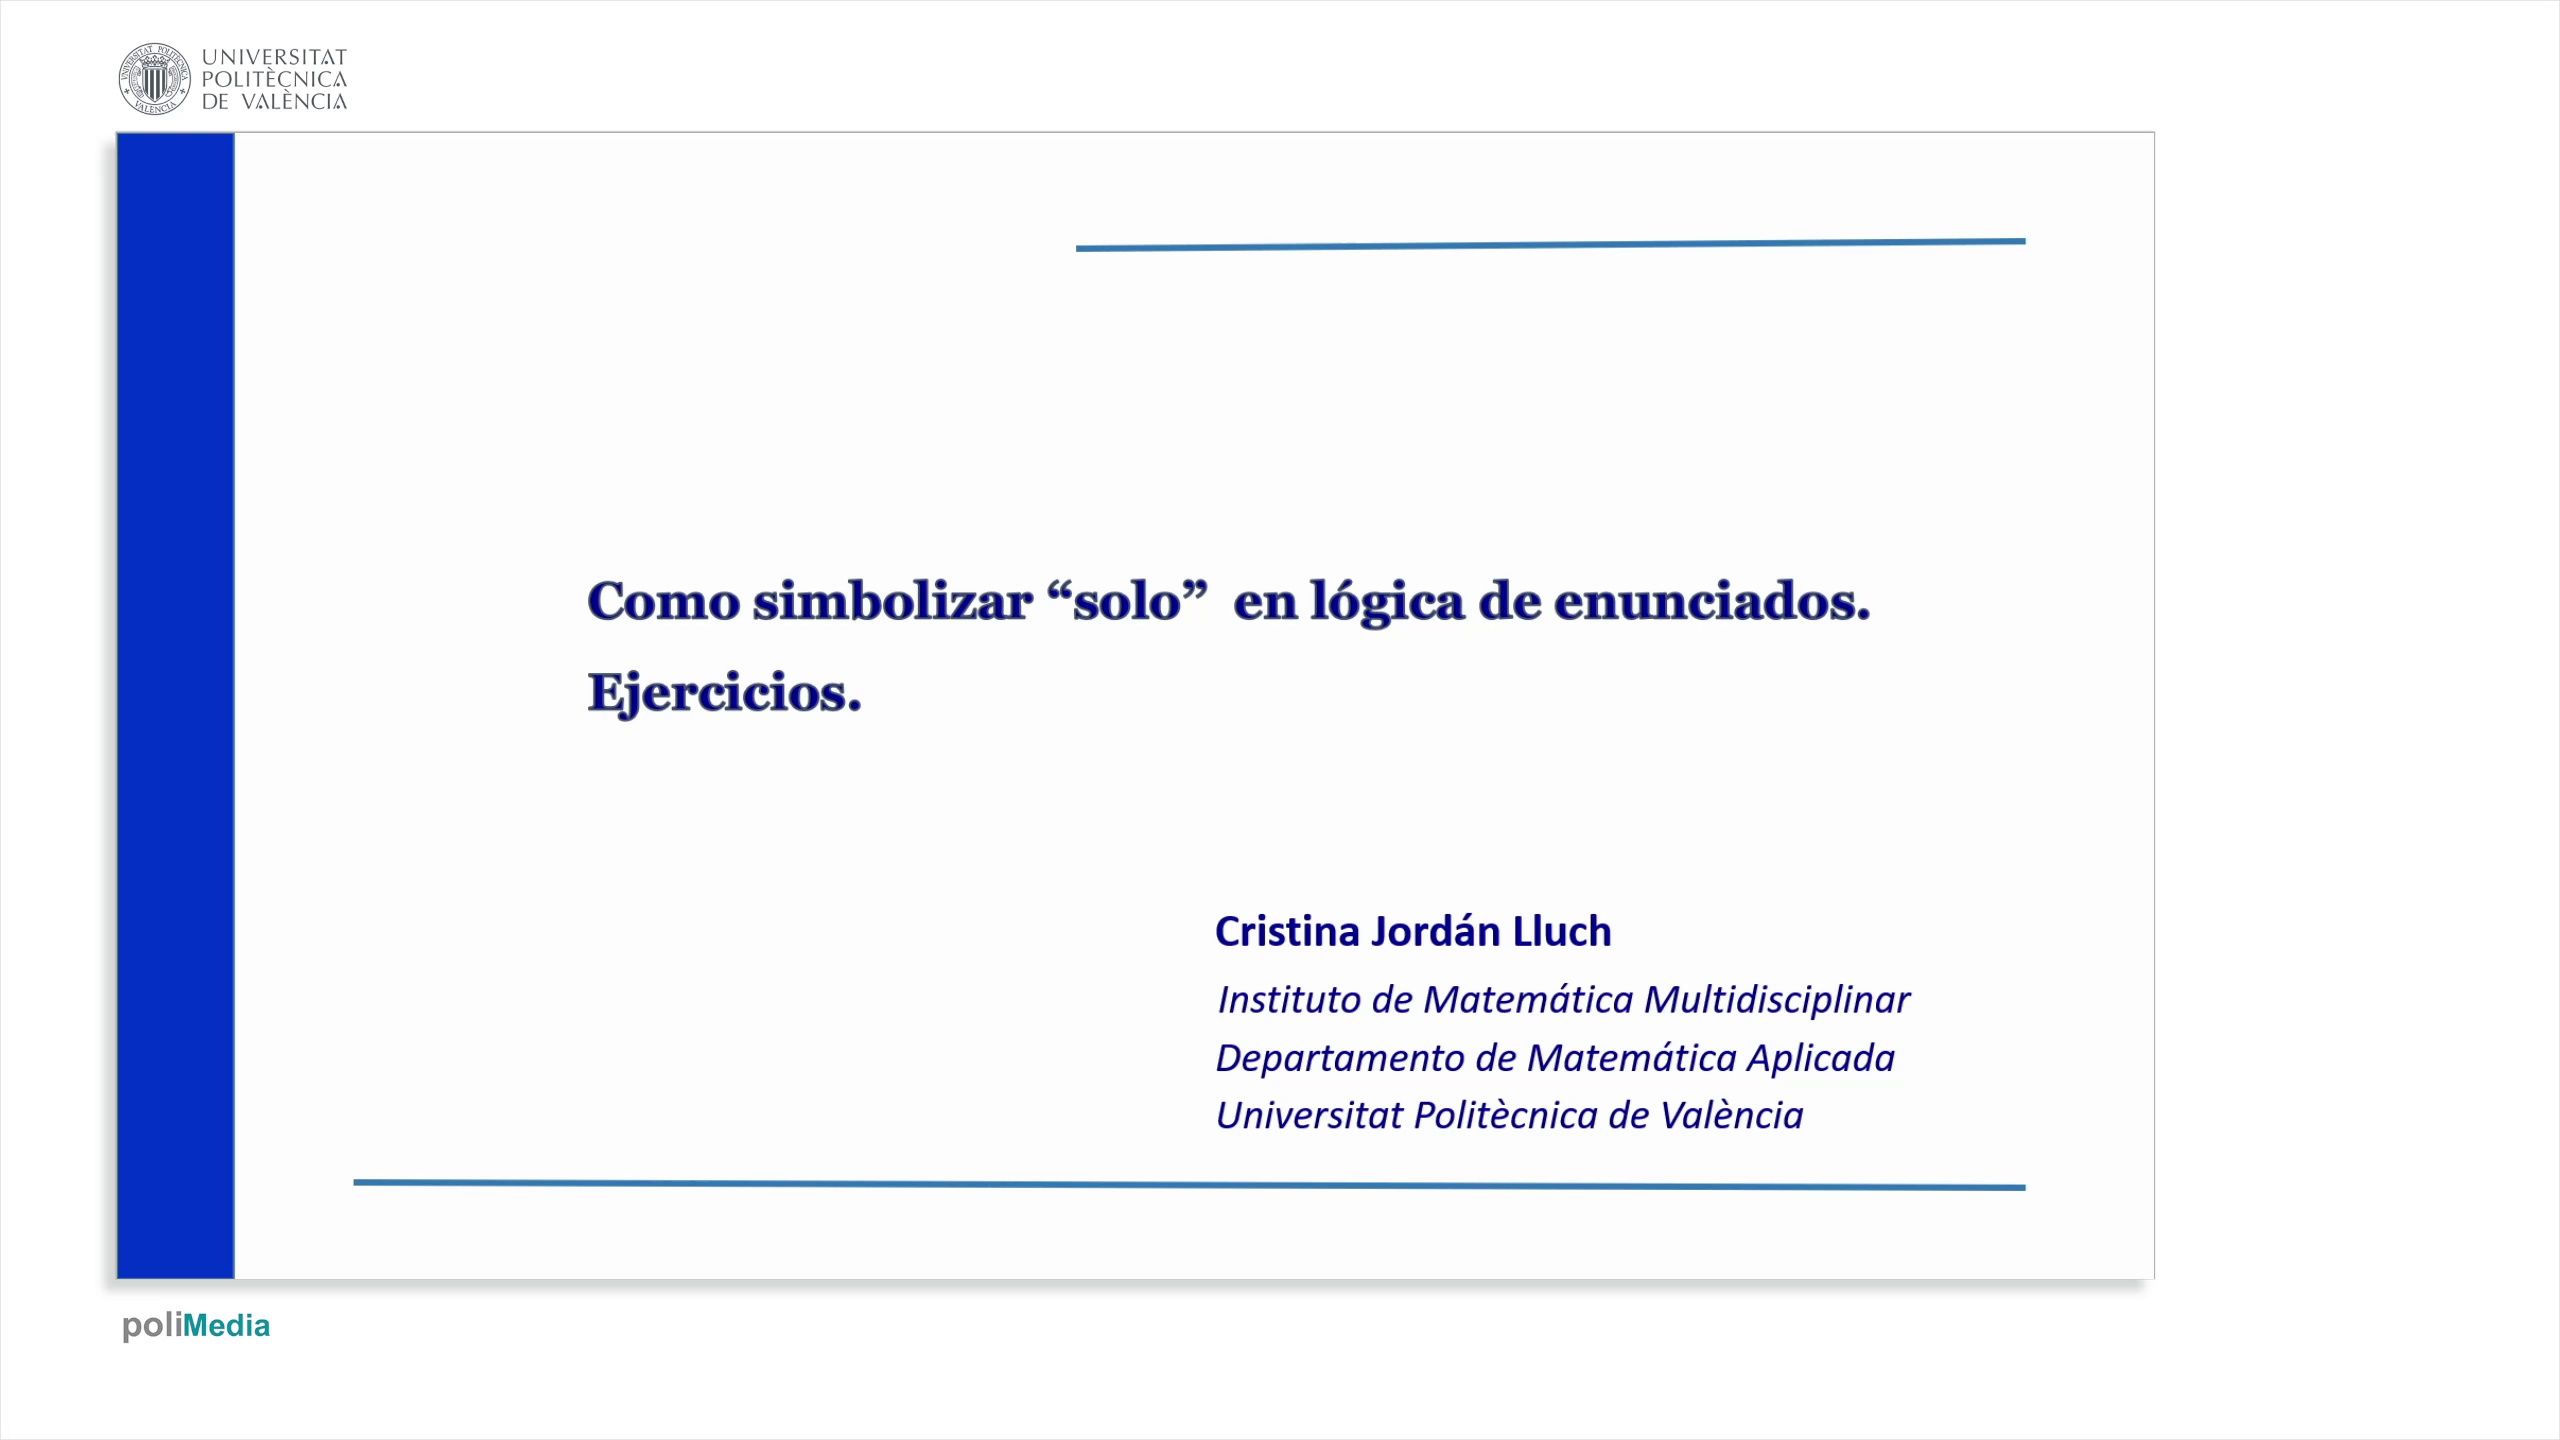 UNIVERSITAT
POLITÈCNICA
DE VALÈNCIA
Como simbolizar “solo” en lógica de enunciados.
Ejercicios.
Cristina Jordán Lluch
Instituto de Matemática Multidisciplinar
Departamento de Matemática Aplicada
Universitat Politècnica de València
poliMedia